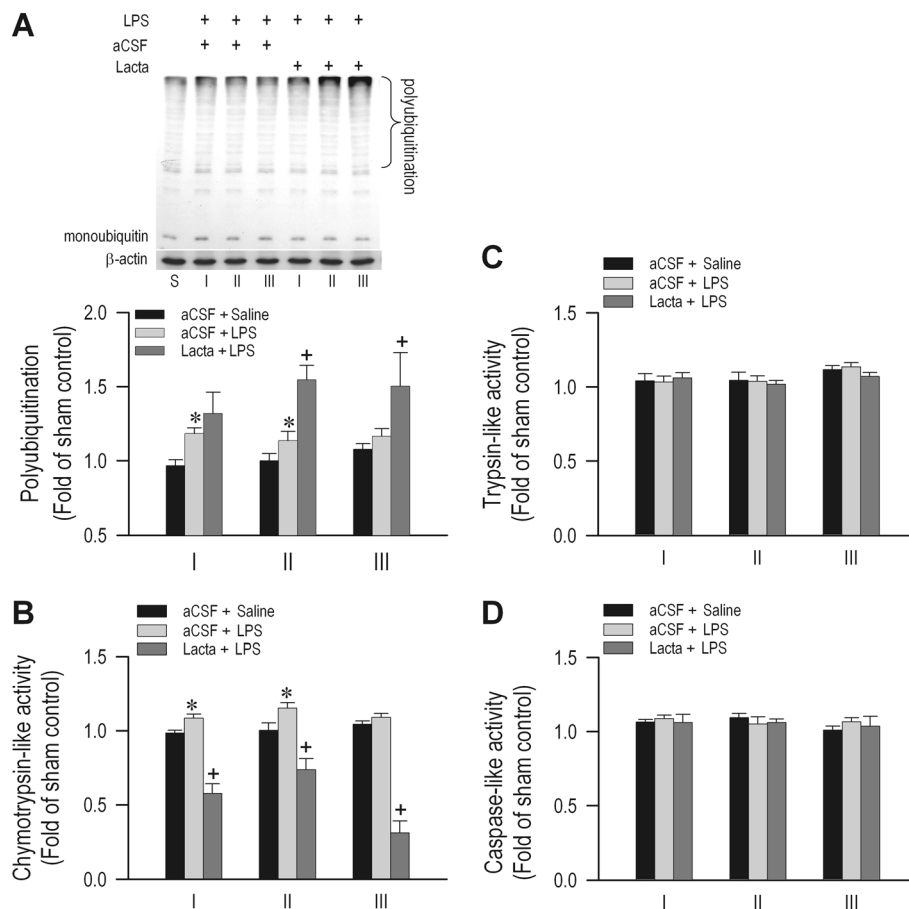 A
LPS + + + + + +
aCSF + + +
Lacta + + +
polyubiquitination
monoubiquitin
β-actin
S I II III I II III
aCSF + Saline
aCSF + LPS
Lacta + LPS
Polyubiquitination
(Fold of sham control)
2.0
1.5
1.0
0.5
* * + +
I II III
B
aCSF + Saline
aCSF + LPS
Lacta + LPS
Chymotrypsin-like activity
(Fold of sham control)
1.5
1.0
0.5
0.0
* + * + +
I II III
C
aCSF + Saline
aCSF + LPS
Lacta + LPS
Trypsin-like activity
(Fold of sham control)
1.5
1.0
0.5
0.0
I II III
D
aCSF + Saline
aCSF + LPS
Lacta + LPS
Caspase-like activity
(Fold of sham control)
1.5
1.0
0.5
0.0
I II III